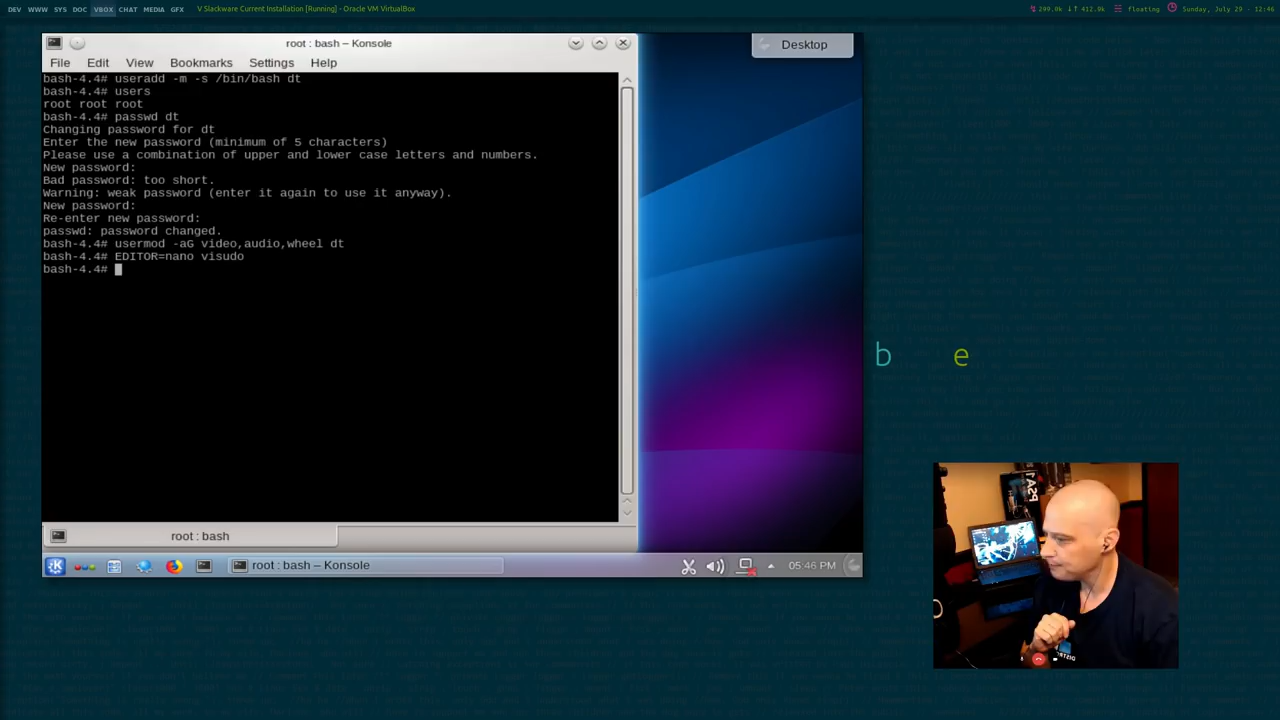 DEV WWW SYS DOC VBOX CHAT MEDIA GFX V Slackware Current Installation [Running] - Oracle VM VirtualBox 299.0k 412.0k floating Sunday, July 29 - 12:46
root : bash – Konsole
Desktop
File Edit View Bookmarks Settings Help
bash-4.4# useradd -m -s /bin/bash dt
bash-4.4# users
root root root
bash-4.4# passwd dt
Changing password for dt
Enter the new password (minimum of 5 characters)
Please use a combination of upper and lower case letters and numbers.
New password:
Bad password: too short.
Warning: weak password (enter it again to use it anyway).
New password:
Re-enter new password:
passwd: password changed.
bash-4.4# usermod -aG video,audio,wheel dt
bash-4.4# EDITOR=nano visudo
bash-4.4#
b e
root : bash
root : bash – Konsole 05:46 PM